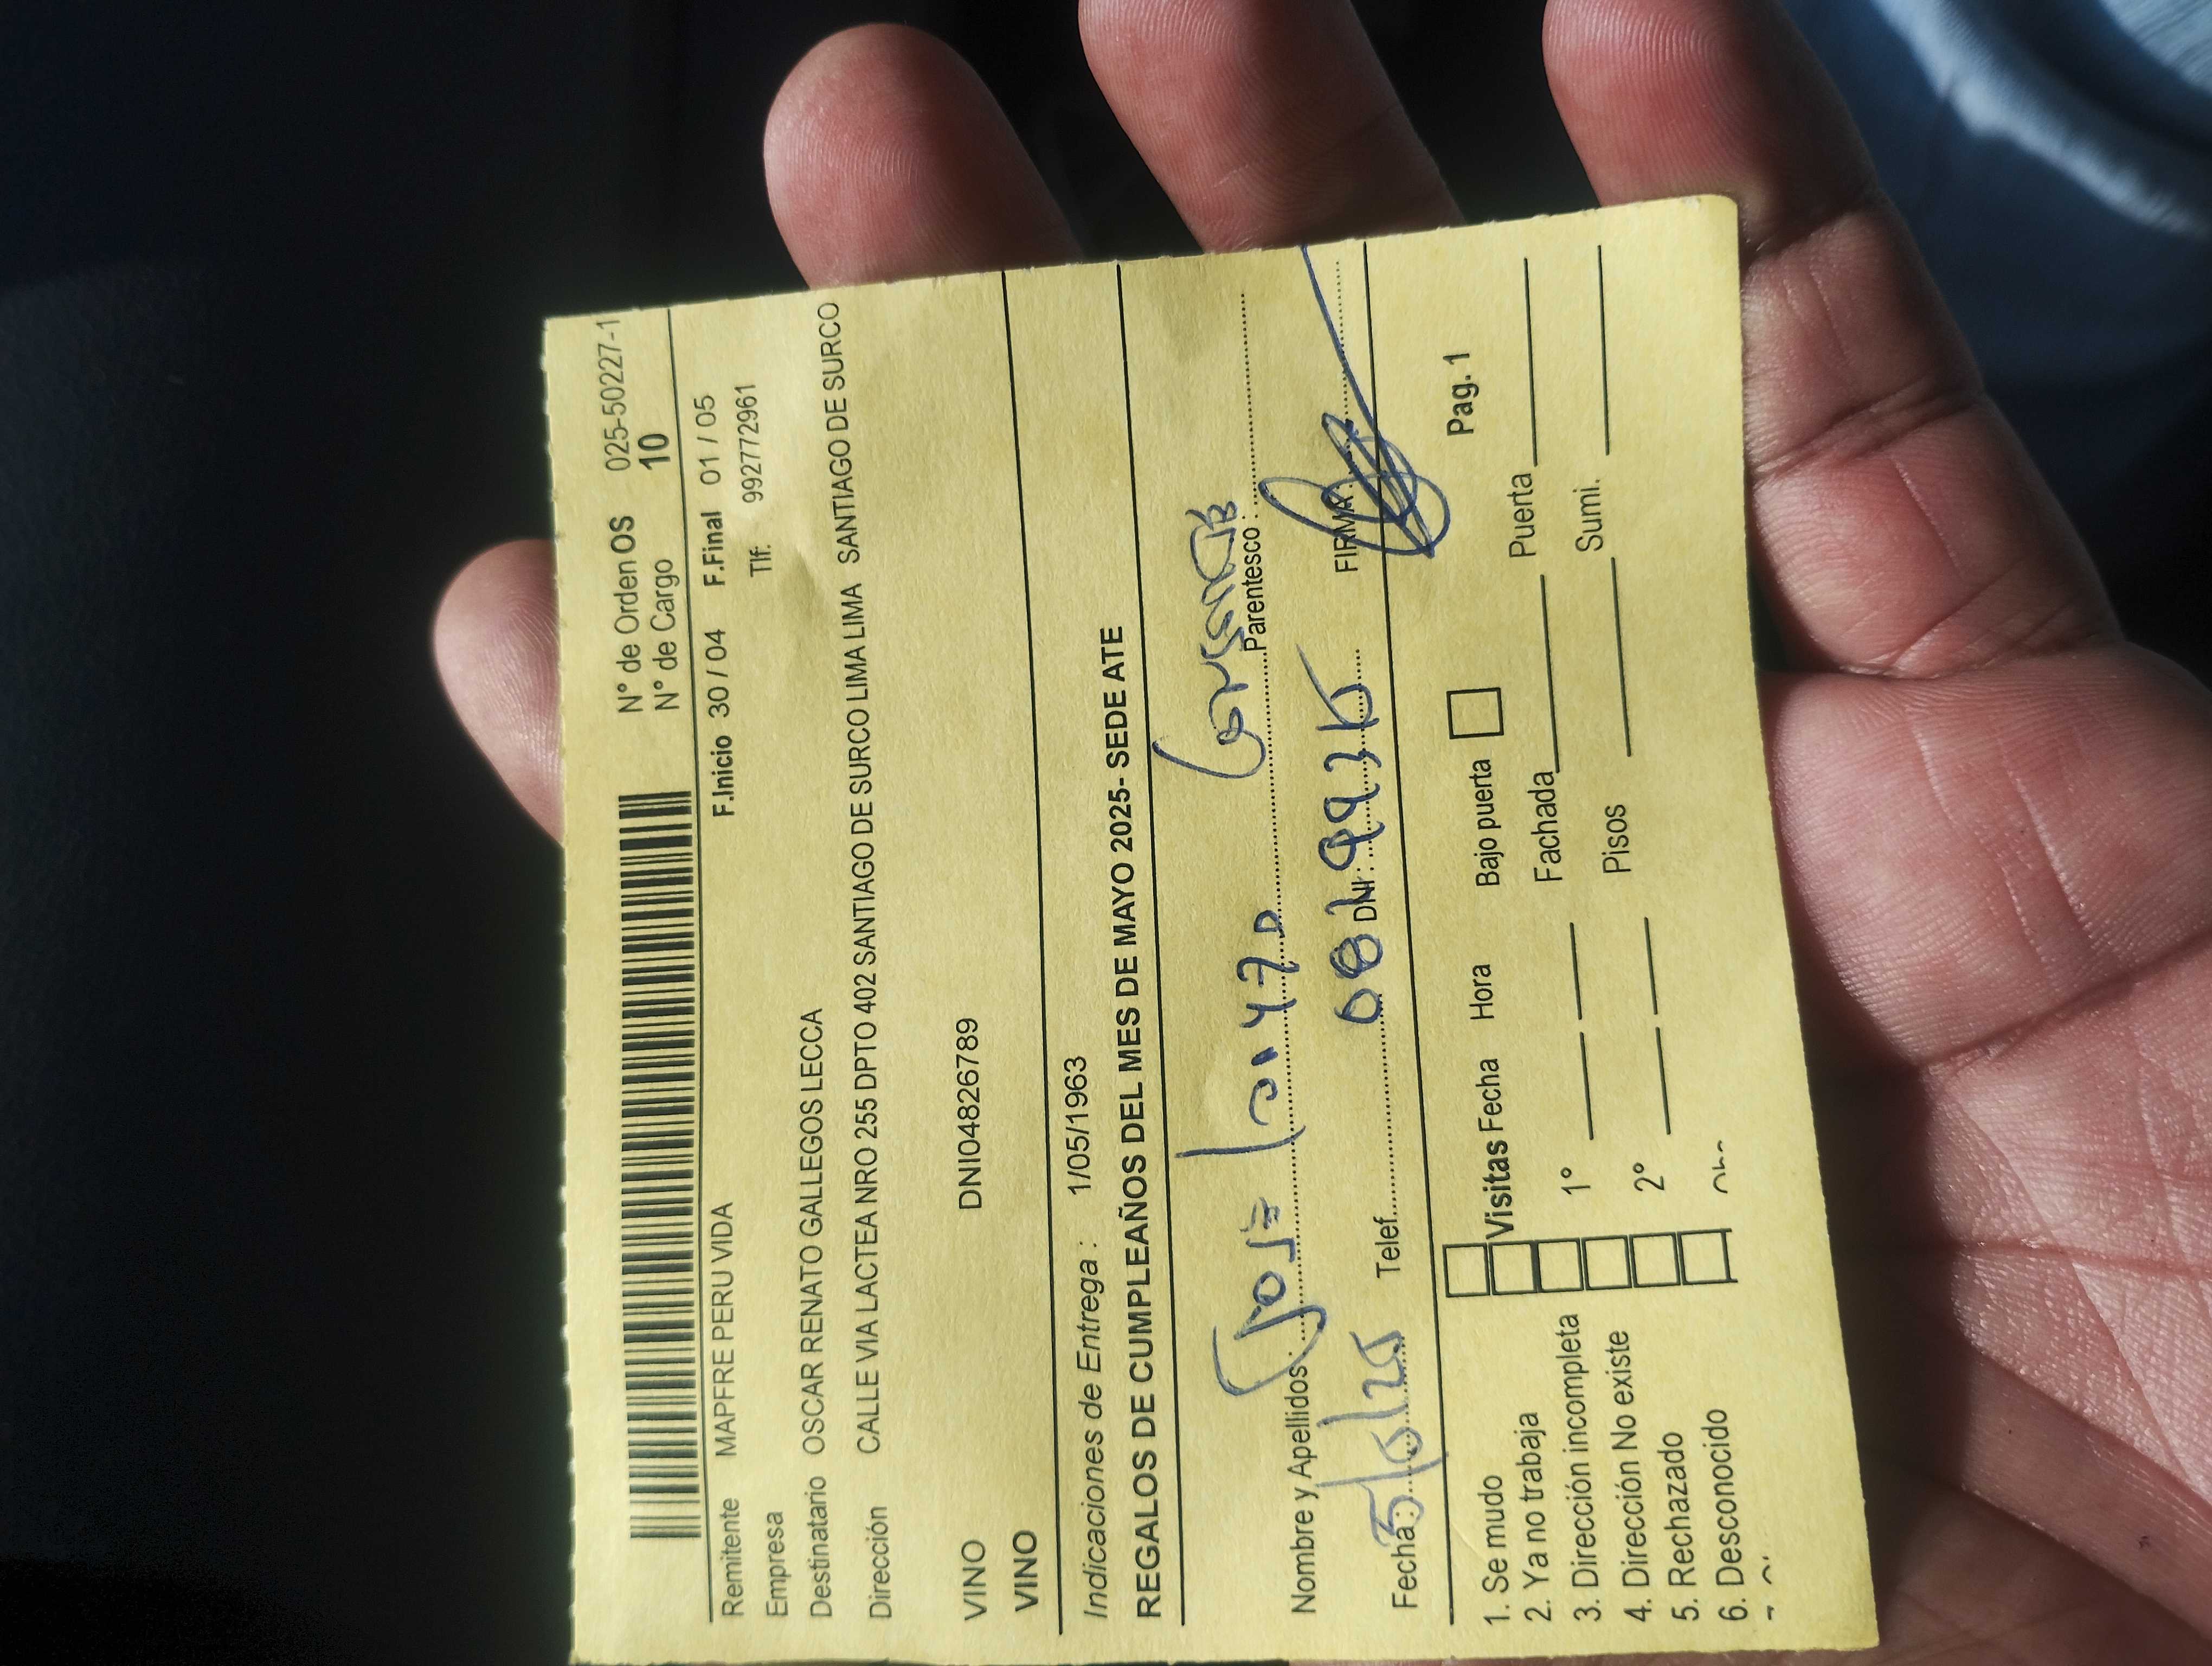 N° de Orden OS 025-50227-1
N° de Cargo 10
F.Inicio 30 / 04 F.Final 01 / 05
Remitente MAPFRE PERU VIDA
Tlf: 992772961
Empresa
Destinatario OSCAR RENATO GALLEGOS LECCA
Dirección CALLE VIA LACTEA NRO 255 DPTO 402 SANTIAGO DE SURCO LIMA LIMA SANTIAGO DE SURCO
VINO DNI04826789
VINO
Indicaciones de Entrega : 1/05/1963
REGALOS DE CUMPLEAÑOS DEL MES DE MAYO 2025- SEDE ATE
Nombre y Apellidos : José Parentesco :
Fecha: Telef. DNI: FIRMA:
Pag. 1
1. Se mudo Visitas Fecha Hora Bajo puerta
2. Ya no trabaja 1° Fachada Puerta
3. Dirección incompleta 2° Pisos Sumi.
4. Dirección No existe
5. Rechazado
6. Desconocido